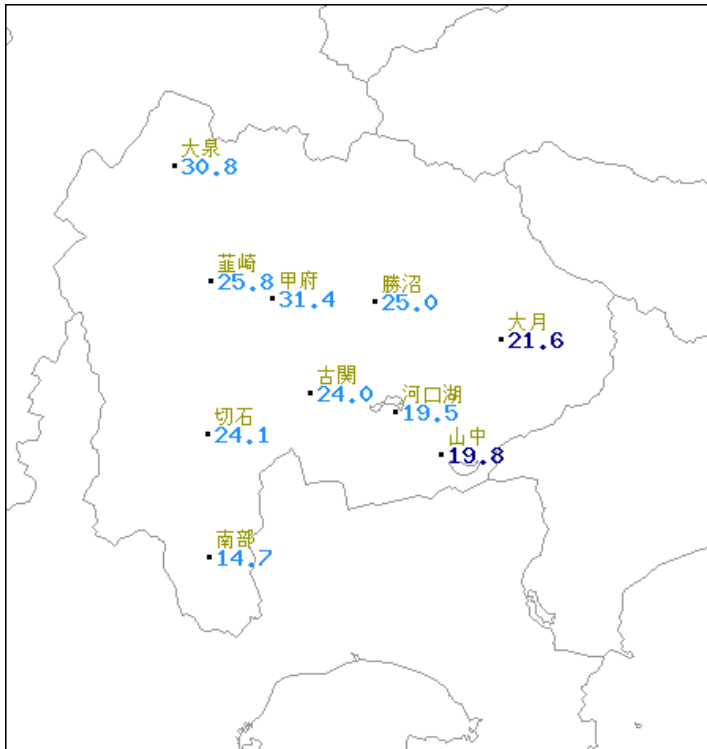 大泉
30.8
韮崎
25.8
甲府
31.4
勝沼
25.0
大月
21.6
古関
24.0
河口湖
19.5
切石
24.1
山中
19.8
南部
14.7